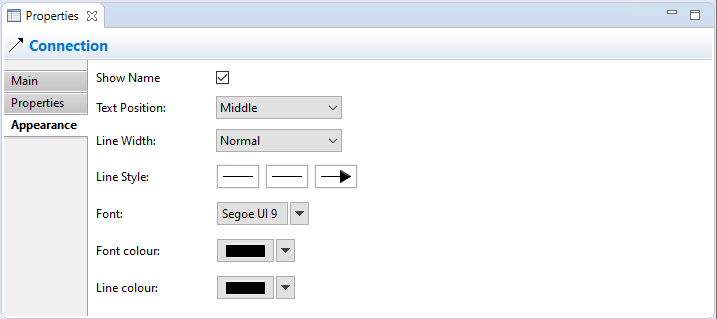 Properties
Connection
Main
Properties
Appearance
Show Name
Text Position: Middle
Line Width: Normal
Line Style:
Font: Segoe UI 9
Font colour:
Line colour: